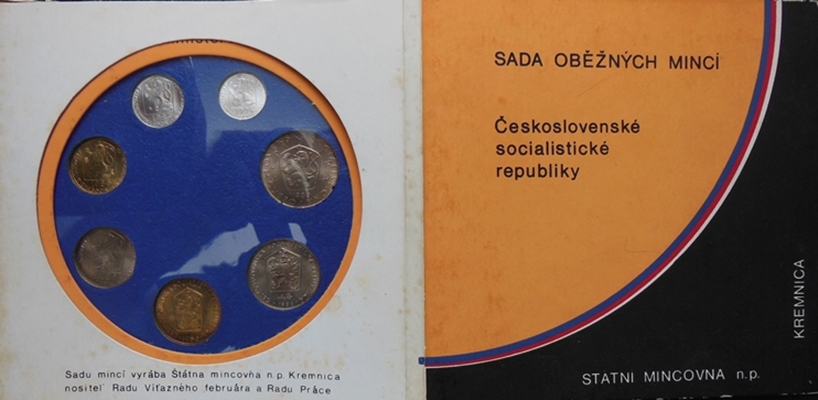 Sadu mincí vyrába Štátna mincovňa n.p. Kremnica
nositeľ Radu Víťazného februára a Radu Práce
SADA OBĚŽNÝCH MINCÍ
Československé
socialistické
republiky
KREMNICA
STATNI MINCOVNA n.p.